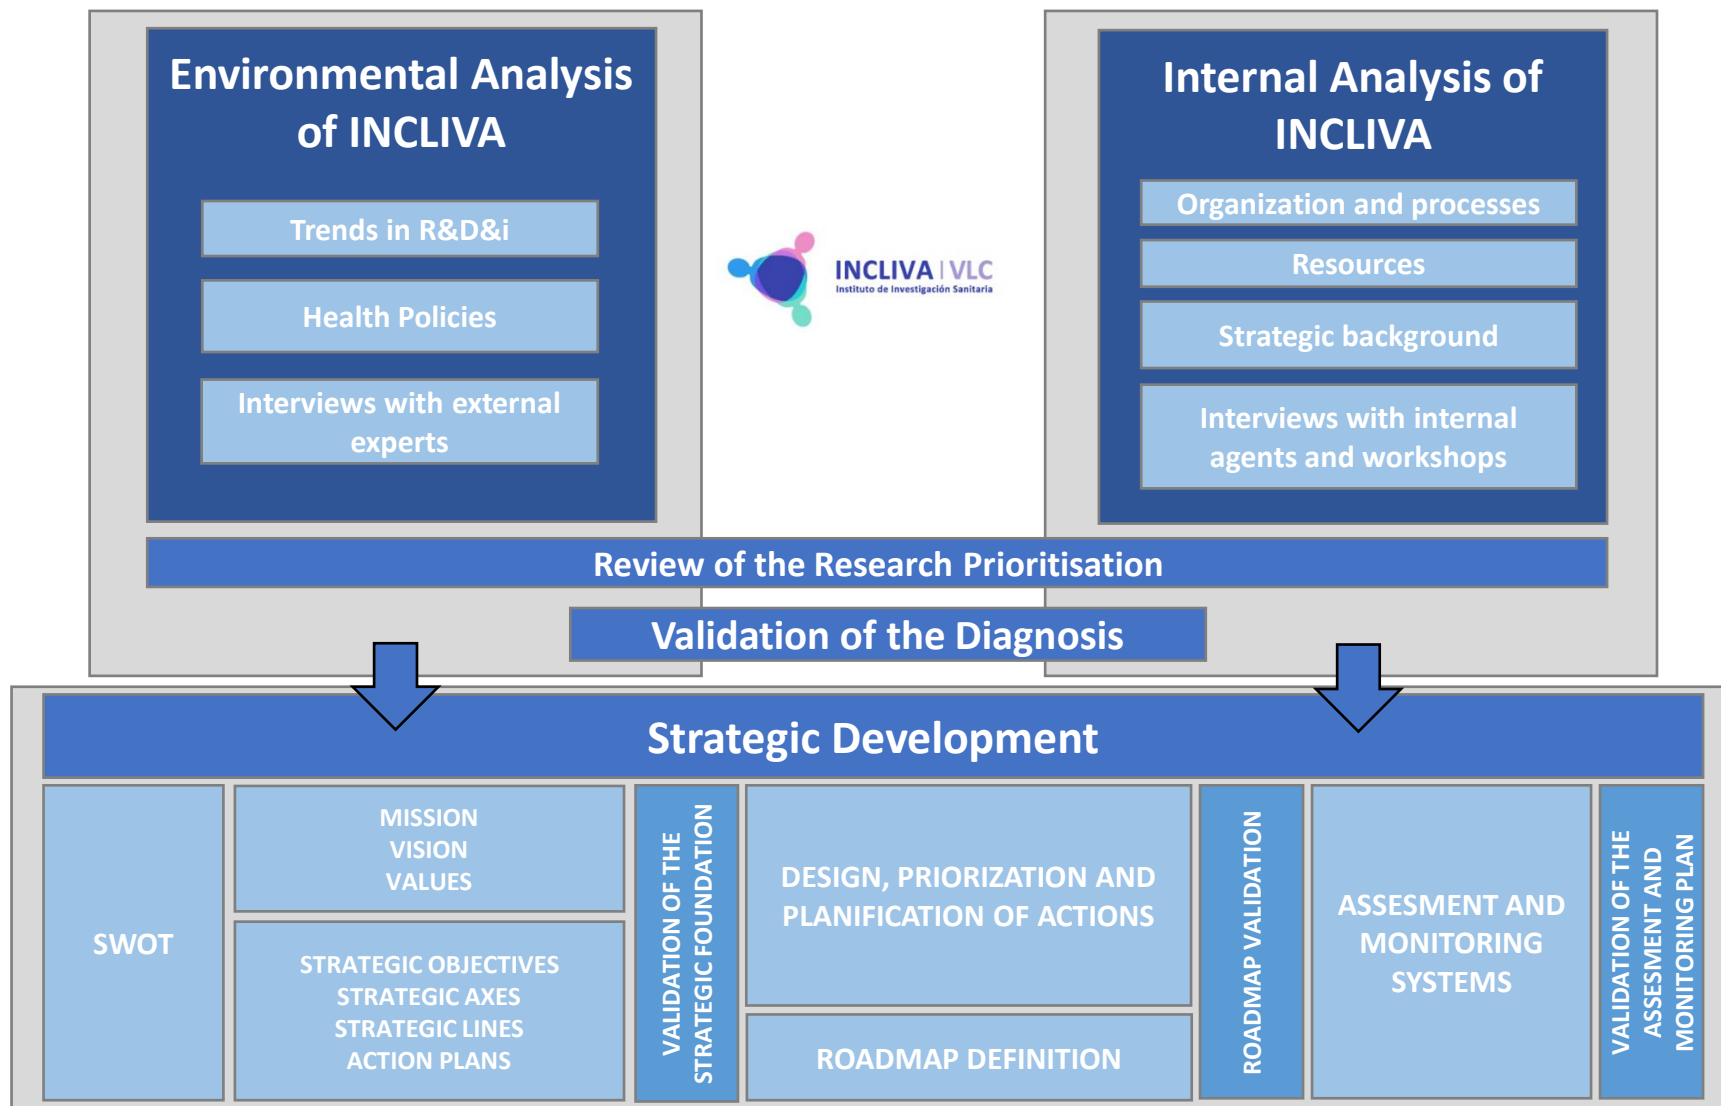 Environmental Analysis
of INCLIVA
Trends in R&D&i
Health Policies
Interviews with external
experts
INCLIVA | VLC
Instituto de Investigación Sanitaria
Internal Analysis of
INCLIVA
Organization and processes
Resources
Strategic background
Interviews with internal
agents and workshops
Review of the Research Prioritisation
Validation of the Diagnosis
Strategic Development
SWOT
MISSION
VISION
VALUES
STRATEGIC OBJECTIVES
STRATEGIC AXES
STRATEGIC LINES
ACTION PLANS
VALIDATION OF THE
STRATEGIC FOUNDATION
DESIGN, PRIORIZATION AND
PLANIFICATION OF ACTIONS
ROADMAP DEFINITION
ROADMAP VALIDATION
ASSESMENT AND
MONITORING
SYSTEMS
VALIDATION OF THE
ASSESMENT AND
MONITORING PLAN